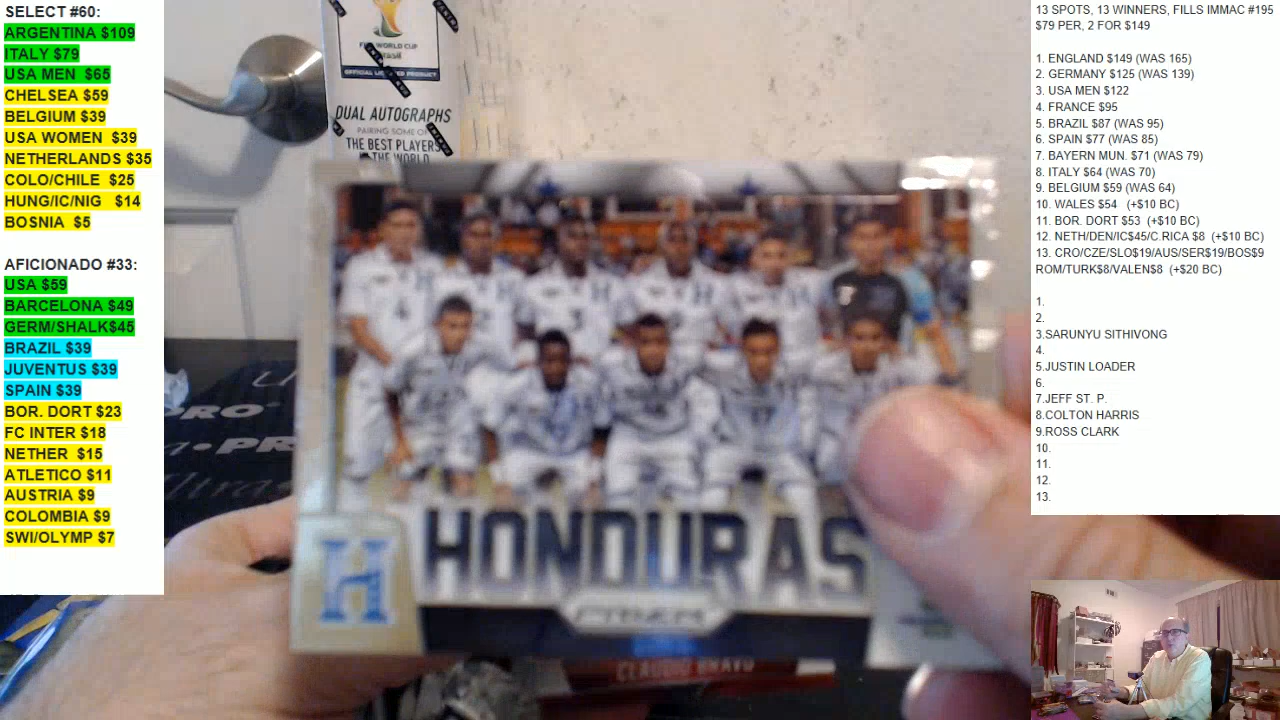 SELECT #60:
ARGENTINA $109
ITALY $79
USA MEN $65
CHELSEA $59
BELGIUM $39
USA WOMEN $39
NETHERLANDS $35
COLO/CHILE $25
HUNG/IC/NIG $14
BOSNIA $5
AFICIONADO #33:
USA $59
BARCELONA $49
GERM/SHALK$45
BRAZIL $39
JUVENTUS $39
SPAIN $39
BOR. DORT $23
FC INTER $18
NETHER $15
ATLETICO $11
AUSTRIA $9
COLOMBIA $9
SWI/OLYMP $7
OFFICIAL LICENSED PRODUCT
DUAL AUTOGRAPHS
PAIRING SOME OF
THE BEST PLAYERS
IN THE WORLD
HONDURAS
H
PRIZM
CLAUDIO BRAVO
13 SPOTS, 13 WINNERS, FILLS IMMAC #195
$79 PER, 2 FOR $149
1. ENGLAND $149 (WAS 165)
2. GERMANY $125 (WAS 139)
3. USA MEN $122
4. FRANCE $95
5. BRAZIL $87 (WAS 95)
6. SPAIN $77 (WAS 85)
7. BAYERN MUN. $71 (WAS 79)
8. ITALY $64 (WAS 70)
9. BELGIUM $59 (WAS 64)
10. WALES $54 (+$10 BC)
11. BOR. DORT $53 (+$10 BC)
12. NETH/DEN/IC$45/C.RICA $8 (+$10 BC)
13. CRO/CZE/SLO$19/AUS/SER$19/BOS$9
ROM/TURK$8/VALEN$8 (+$20 BC)
1.
2.
3.SARUNYU SITHIVONG
4.
5.JUSTIN LOADER
6.
7.JEFF ST. P.
8.COLTON HARRIS
9.ROSS CLARK
10.
11.
12.
13.